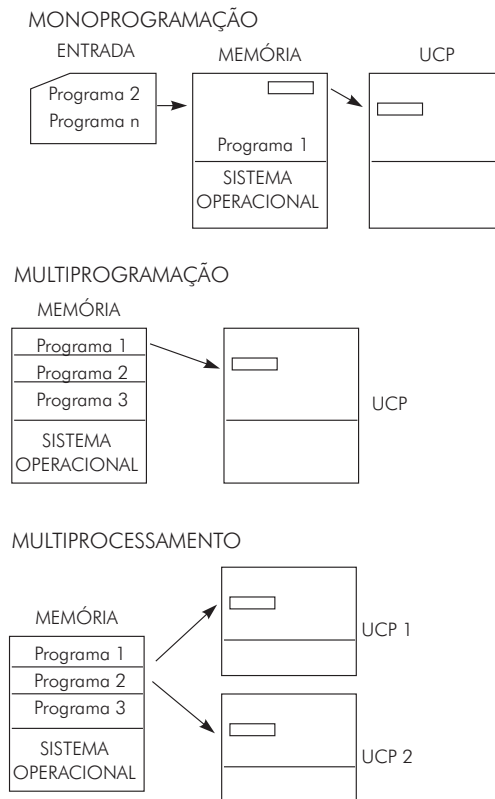 MONOPROGRAMAÇÃO
ENTRADA
MEMÓRIA
UCP
Programa 2
Programa n
Programa 1
SISTEMA
OPERACIONAL
MULTIPROGRAMAÇÃO
MEMÓRIA
Programa 1
Programa 2
Programa 3
SISTEMA
OPERACIONAL
UCP
MULTIPROCESSAMENTO
MEMÓRIA
Programa 1
Programa 2
Programa 3
SISTEMA
OPERACIONAL
UCP 1
UCP 2